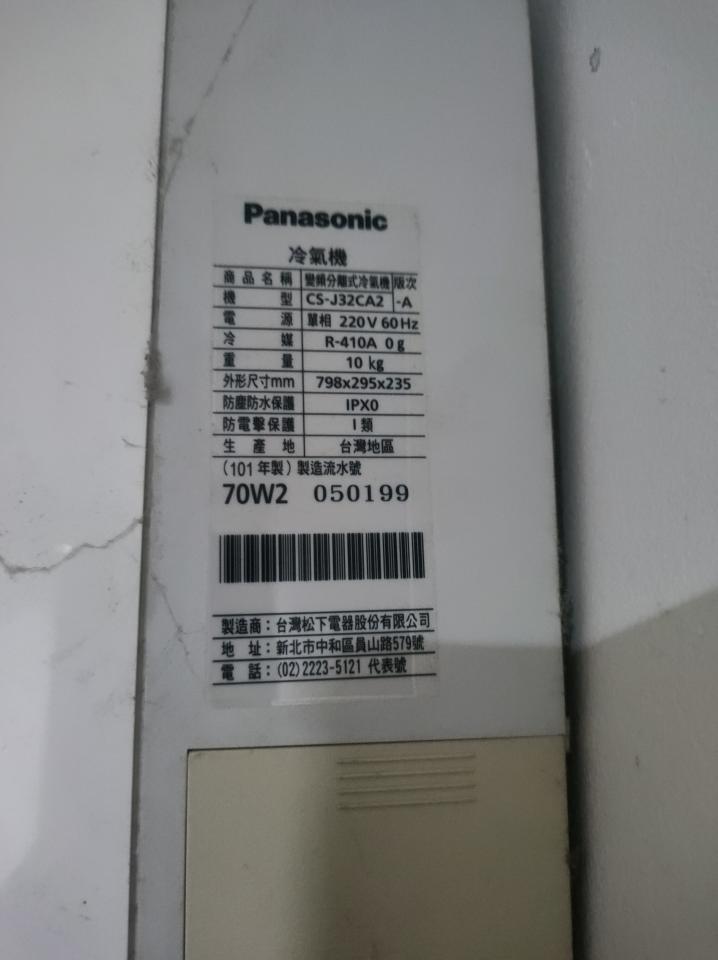 Panasonic
冷氣機
商品名稱 變頻分離式冷氣機 版次
機型 CS-J32CA2 -A
電源 單相 220V 60Hz
冷媒 R-410A 0g
重量 10 kg
外形尺寸mm 798x295x235
防塵防水保護 IPX0
防電擊保護 I類
生產地 台灣地區
(101年製) 製造流水號
70W2 050199
製造商：台灣松下電器股份有限公司
地址：新北市中和區員山路579號
電話：(02)2223-5121 代表號